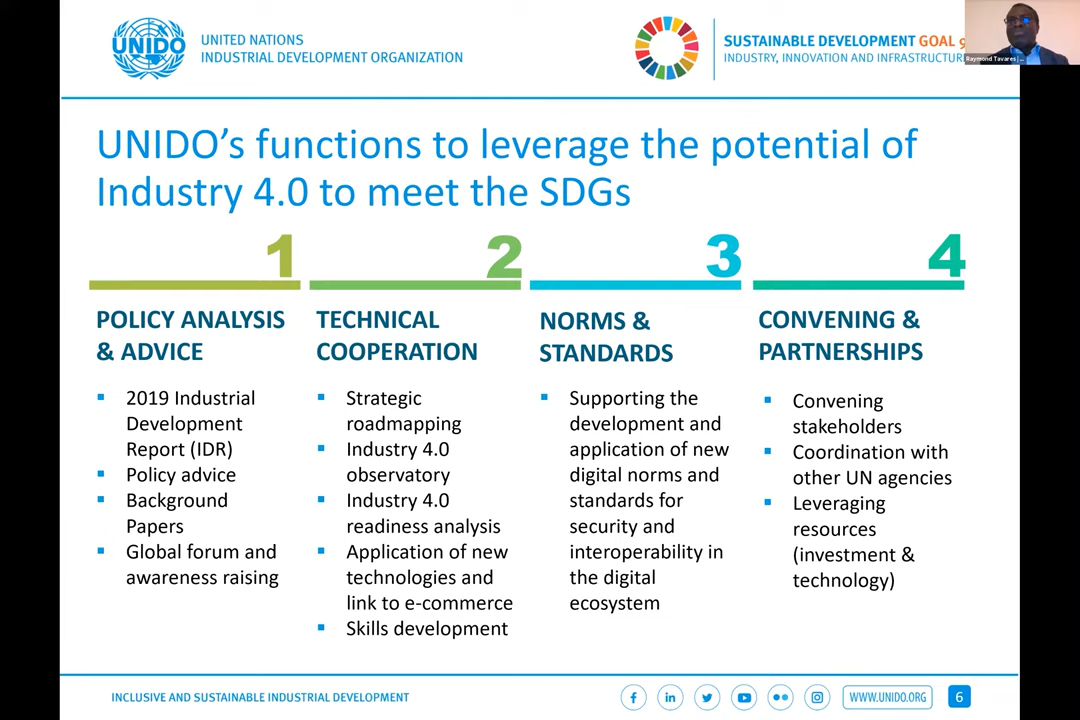 UNIDO
UNITED NATIONS
INDUSTRIAL DEVELOPMENT ORGANIZATION
SUSTAINABLE DEVELOPMENT GOAL 9
INDUSTRY, INNOVATION AND INFRASTRUCTURE
Raymond Tavares | ...
UNIDO’s functions to leverage the potential of
Industry 4.0 to meet the SDGs
1
POLICY ANALYSIS
& ADVICE
2019 Industrial
Development
Report (IDR)
Policy advice
Background
Papers
Global forum and
awareness raising
2
TECHNICAL
COOPERATION
Strategic
roadmapping
Industry 4.0
observatory
Industry 4.0
readiness analysis
Application of new
technologies and
link to e-commerce
Skills development
3
NORMS &
STANDARDS
Supporting the
development and
application of new
digital norms and
standards for
security and
interoperability in
the digital
ecosystem
4
CONVENING &
PARTNERSHIPS
Convening
stakeholders
Coordination with
other UN agencies
Leveraging
resources
(investment &
technology)
INCLUSIVE AND SUSTAINABLE INDUSTRIAL DEVELOPMENT
WWW.UNIDO.ORG
6